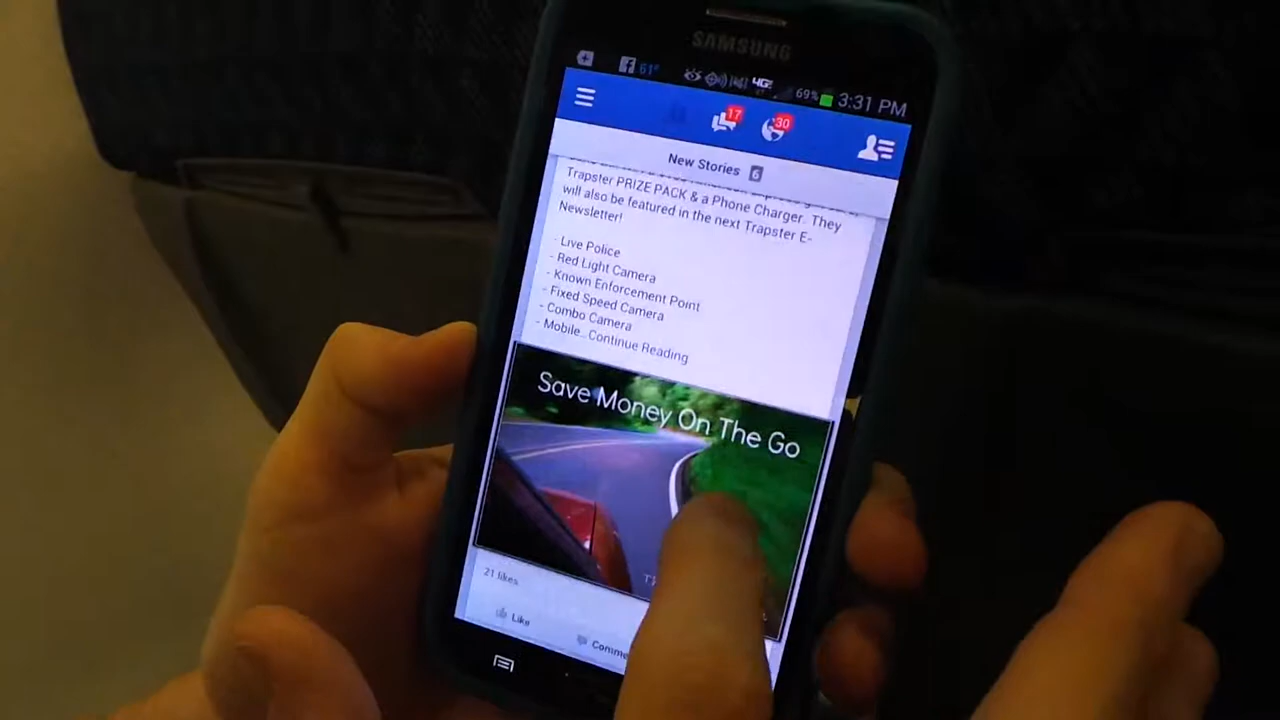 SAMSUNG
61° 4G 69% 3:31 PM
17 30
New Stories 6
Trapster PRIZE PACK & a Phone Charger. They
will also be featured in the next Trapster E-
Newsletter!
- Live Police
- Red Light Camera
- Known Enforcement Point
- Fixed Speed Camera
- Combo Camera
- Mobile...Continue Reading
Save Money On The Go
21 likes
Like Comme